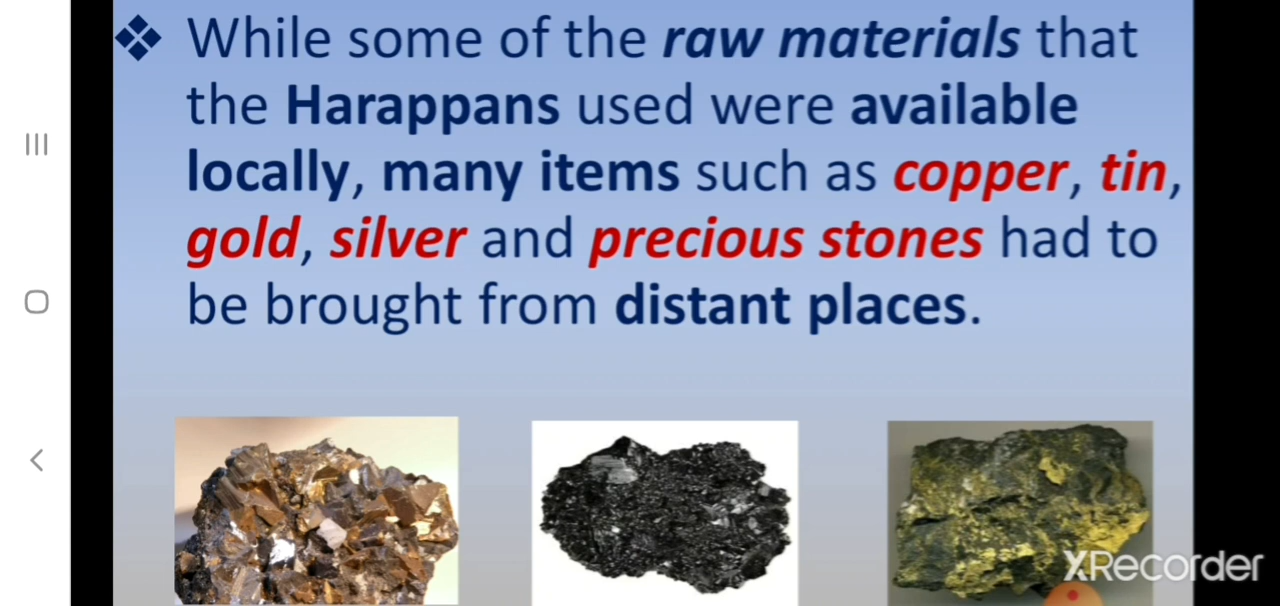 While some of the raw materials that
the Harappans used were available
locally, many items such as copper, tin,
gold, silver and precious stones had to
be brought from distant places.
XRecorder